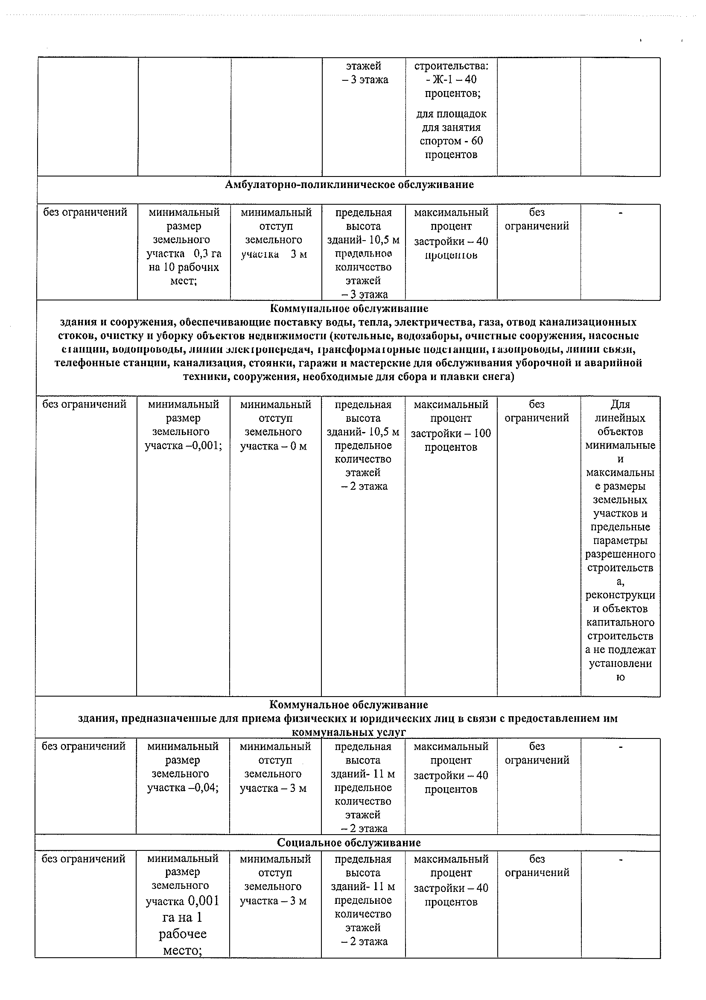 этажей
– 3 этажа
строительства:
- Ж-1 – 40
процентов;
для площадок
для занятия
спортом - 60
процентов
Амбулаторно-поликлиническое обслуживание
без ограничений
минимальный
размер
земельного
участка 0,3 га
на 10 рабочих
мест;
минимальный
отступ
земельного
участка 3 м
предельная
высота
зданий- 10,5 м
предельное
количество
этажей
– 3 этажа
максимальный
процент
застройки – 40
процентов
без
ограничений
-
Коммунальное обслуживание
здания и сооружения, обеспечивающие поставку воды, тепла, электричества, газа, отвод канализационных
стоков, очистку и уборку объектов недвижимости (котельные, водозаборы, очистные сооружения, насосные
станции, водопроводы, линии электропередач, трансформаторные подстанции, газопроводы, линии связи,
телефонные станции, канализация, стоянки, гаражи и мастерские для обслуживания уборочной и аварийной
техники, сооружения, необходимые для сбора и плавки снега)
без ограничений
минимальный
размер
земельного
участка –0,001;
минимальный
отступ
земельного
участка – 0 м
предельная
высота
зданий- 10,5 м
предельное
количество
этажей
– 2 этажа
максимальный
процент
застройки – 100
процентов
без
ограничений
Для
линейных
объектов
минимальные
и
максимальны
е размеры
земельных
участков и
предельные
параметры
разрешенного
строительств
а,
реконструкци
и объектов
капитального
строительств
а не подлежат
установлени
ю
Коммунальное обслуживание
здания, предназначенные для приема физических и юридических лиц в связи с предоставлением им
коммунальных услуг
без ограничений
минимальный
размер
земельного
участка –0,04;
минимальный
отступ
земельного
участка – 3 м
предельная
высота
зданий- 11 м
предельное
количество
этажей
– 2 этажа
максимальный
процент
застройки – 40
процентов
без
ограничений
-
Социальное обслуживание
без ограничений
минимальный
размер
земельного
участка 0,001
га на 1
рабочее
место;
минимальный
отступ
земельного
участка – 3 м
предельная
высота
зданий- 11 м
предельное
количество
этажей
– 2 этажа
максимальный
процент
застройки – 40
процентов
без
ограничений
-